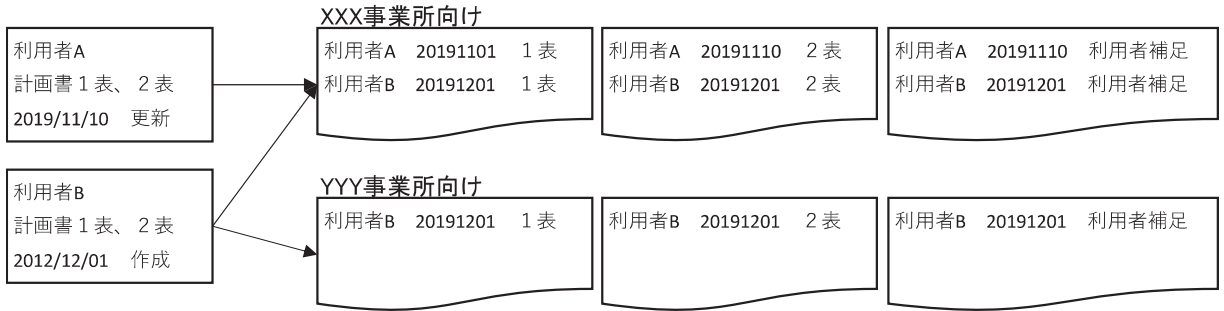 利用者A
計画書１表、２表
2019/11/10　更新
利用者B
計画書１表、２表
2012/12/01　作成
XXX事業所向け
利用者A　20191101　１表
利用者B　20191201　１表
利用者A　20191110　２表
利用者B　20191201　２表
利用者A　20191110　利用者補足
利用者B　20191201　利用者補足
YYY事業所向け
利用者B　20191201　１表
利用者B　20191201　２表
利用者B　20191201　利用者補足